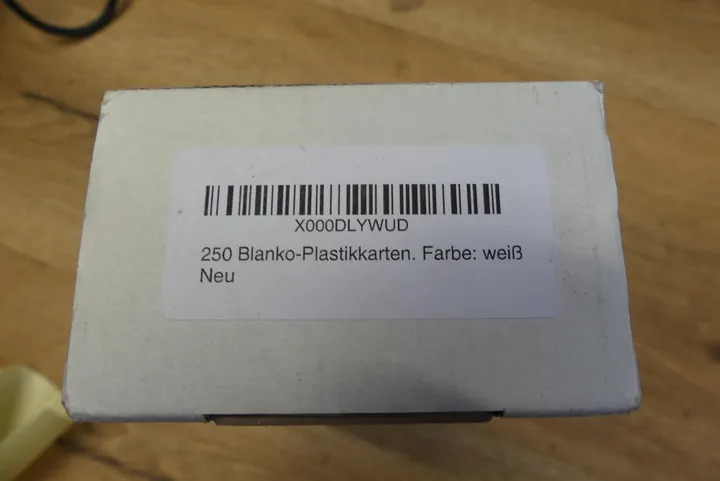 X000DLYWUD
250 Blanko-Plastikkarten. Farbe: weiß
Neu